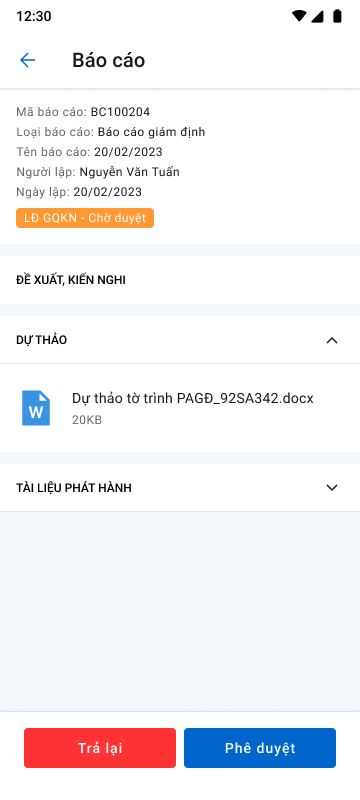 12:30
Báo cáo
Mã báo cáo: BC100204
Loại báo cáo: Báo cáo giám định
Tên báo cáo: 20/02/2023
Người lập: Nguyễn Văn Tuấn
Ngày lập: 20/02/2023
LĐ GQKN - Chờ duyệt
ĐỀ XUẤT, KIẾN NGHI
DỰ THẢO
W
Dự thảo tờ trình PAGĐ_92SA342.docx
20KB
TÀI LIỆU PHÁT HÀNH
Trả lại
Phê duyệt